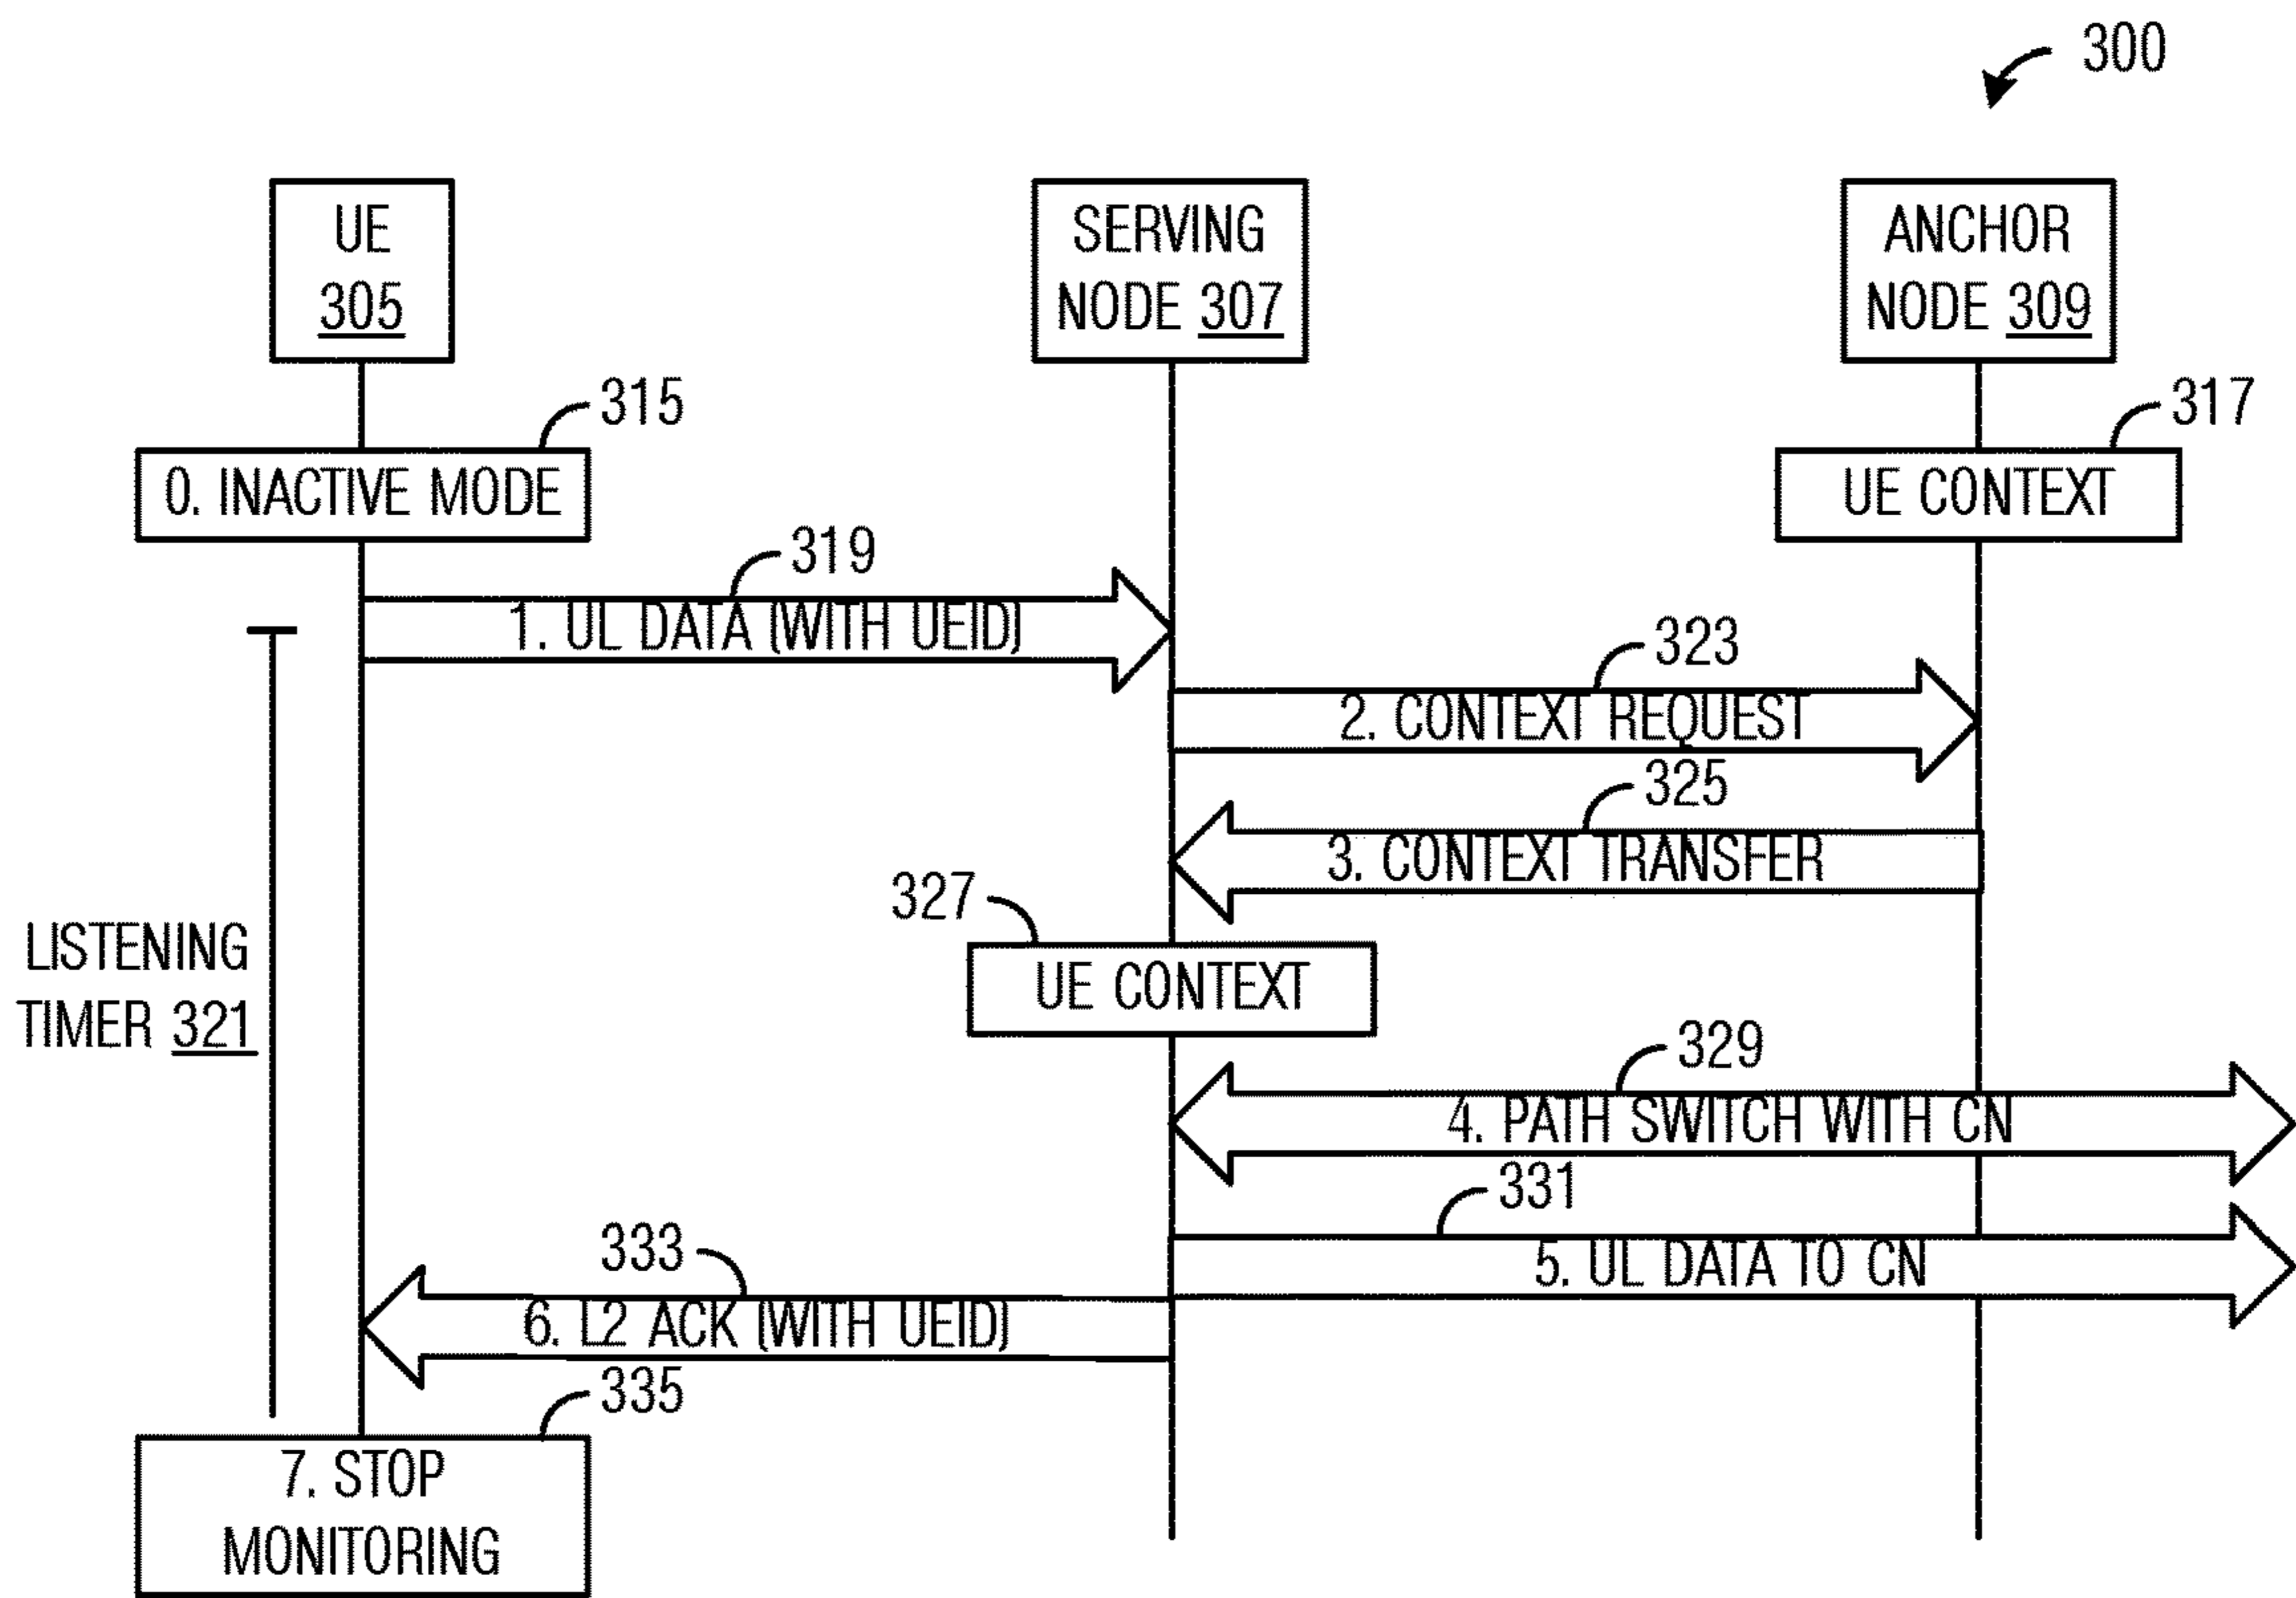 300
UE
305
SERVING
NODE 307
ANCHOR
NODE 309
315
317
0. INACTIVE MODE
UE CONTEXT
319
1. UL DATA (WITH UEID)
323
2. CONTEXT REQUEST
325
3. CONTEXT TRANSFER
327
LISTENING
TIMER 321
UE CONTEXT
329
4. PATH SWITCH WITH CN
331
5. UL DATA TO CN
333
6. L2 ACK (WITH UEID)
335
7. STOP
MONITORING